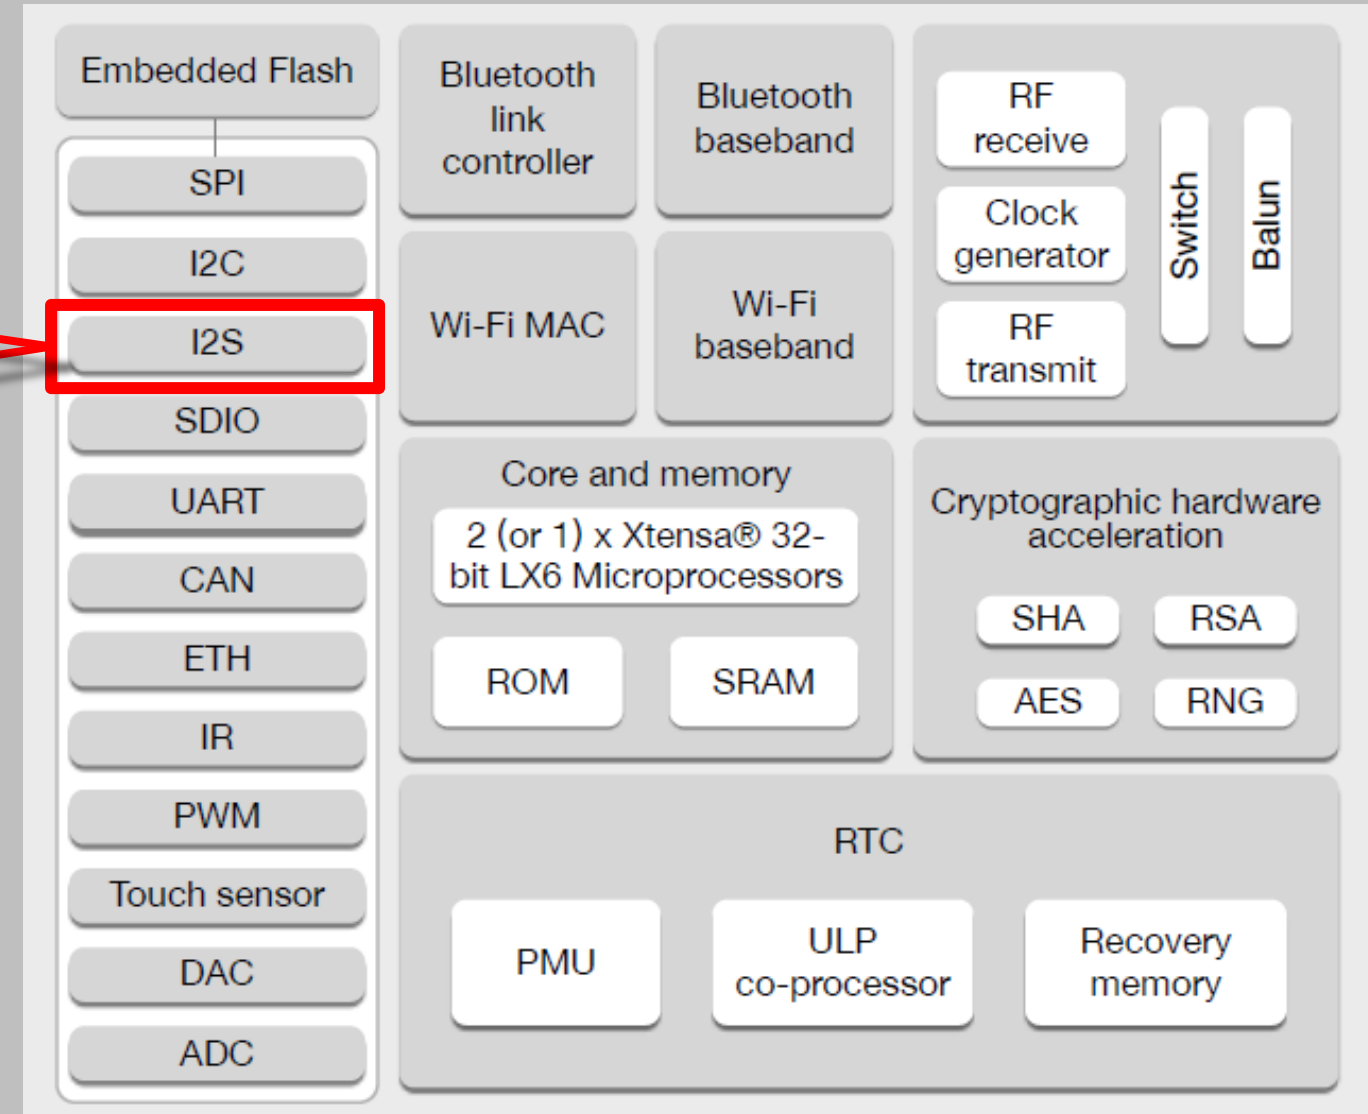 Embedded Flash
SPI
I2C
I2S
SDIO
UART
CAN
ETH
IR
PWM
Touch sensor
DAC
ADC
Bluetooth
link
controller
Bluetooth
baseband
Wi-Fi MAC
Wi-Fi
baseband
RF
receive
Clock
generator
RF
transmit
Switch
Balun
Core and memory
2 (or 1) x Xtensa® 32-
bit LX6 Microprocessors
ROM
SRAM
Cryptographic hardware
acceleration
SHA
RSA
AES
RNG
RTC
PMU
ULP
co-processor
Recovery
memory